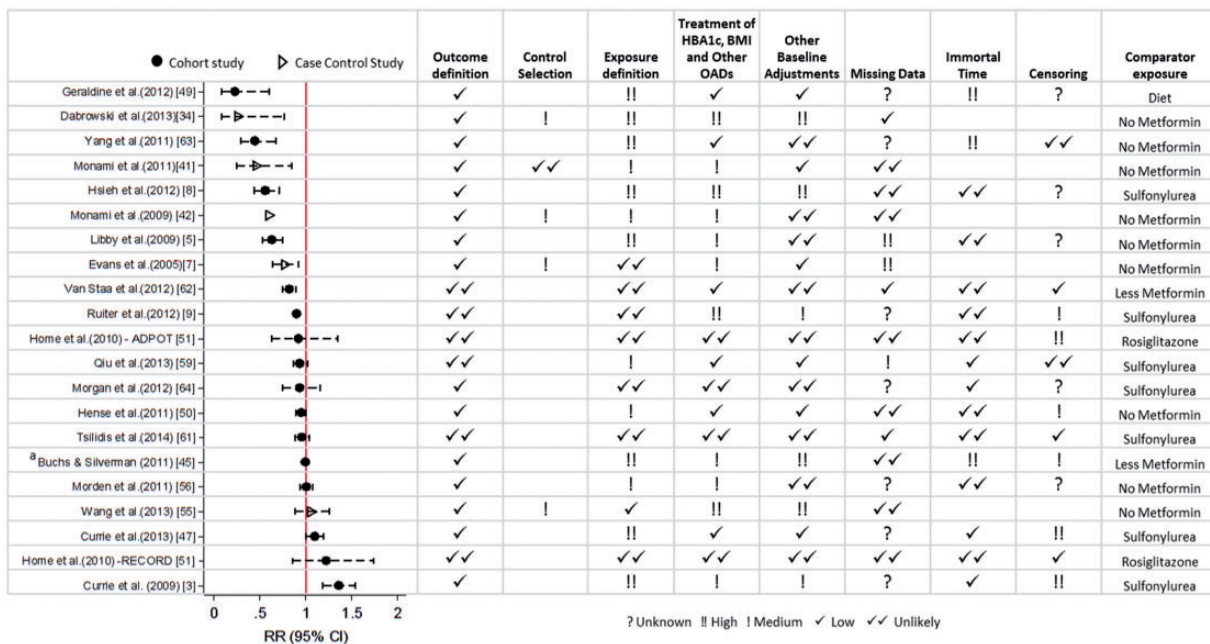 ● Cohort study ▷ Case Control Study
Outcome definition
Control Selection
Exposure definition
Treatment of HBA1c, BMI and Other OADs
Other Baseline Adjustments
Missing Data
Immortal Time
Censoring
Comparator exposure
Geraldine et al.(2012) [49] ✓ !! ✓ ✓ ? !! ? Diet
Dabrowski et al.(2013)[34] ✓ ! !! !! !! ✓ No Metformin
Yang et al.(2011) [63] ✓ !! ✓ ✓✓ ? !! ✓✓ No Metformin
Monami et al.(2011)[41] ✓ ✓✓ ! ! ✓ ✓✓ No Metformin
Hsieh et al.(2012) [8] ✓ !! !! !! ✓✓ ✓✓ ? Sulfonylurea
Monami et al.(2009) [42] ✓ ! ! ! ✓✓ ✓✓ No Metformin
Libby et al.(2009) [5] ✓ !! ! ✓✓ !! ✓✓ ? No Metformin
Evans et al.(2005)[7] ✓ ! ✓✓ ! ✓ !! No Metformin
Van Staa et al.(2012) [62] ✓✓ ✓✓ ✓ ✓✓ ✓ ✓✓ ✓ Less Metformin
Ruiter et al.(2012) [9] ✓✓ ✓✓ !! ! ? ✓✓ ! Sulfonylurea
Home et al.(2010) - ADPOT [51] ✓✓ ✓✓ ✓✓ ✓✓ ✓✓ ✓✓ !! Rosiglitazone
Qiu et al.(2013) [59] ✓✓ ! ✓ ✓ ! ✓ ✓✓ Sulfonylurea
Morgan et al.(2012) [64] ✓ ✓✓ ✓✓ ✓✓ ? ✓ ? Sulfonylurea
Hense et al.(2011) [50] ✓ ! ✓ ✓ ✓✓ ✓✓ ! No Metformin
Tsilidis et al.(2014) [61] ✓✓ ✓✓ ✓✓ ✓✓ ✓ ✓✓ ✓ Sulfonylurea
a Buchs & Silverman (2011) [45] ✓ !! ! !! ✓✓ !! ! Less Metformin
Morden et al.(2011) [56] ✓ ! ! ✓✓ ? ✓✓ ? No Metformin
Wang et al.(2013) [55] ✓ ! ✓ !! !! ✓✓ No Metformin
Currie et al.(2013) [47] ✓ !! ✓ ✓ ? ✓ !! Sulfonylurea
Home et al.(2010) -RECORD [51] ✓✓ ✓✓ ✓✓ ✓✓ ✓✓ ✓✓ ✓ Rosiglitazone
Currie et al. (2009) [3] ✓ !! ! ! ? ✓ !! Sulfonylurea
0 .5 1 1.5 2
RR (95% CI)
? Unknown !! High ! Medium ✓ Low ✓✓ Unlikely